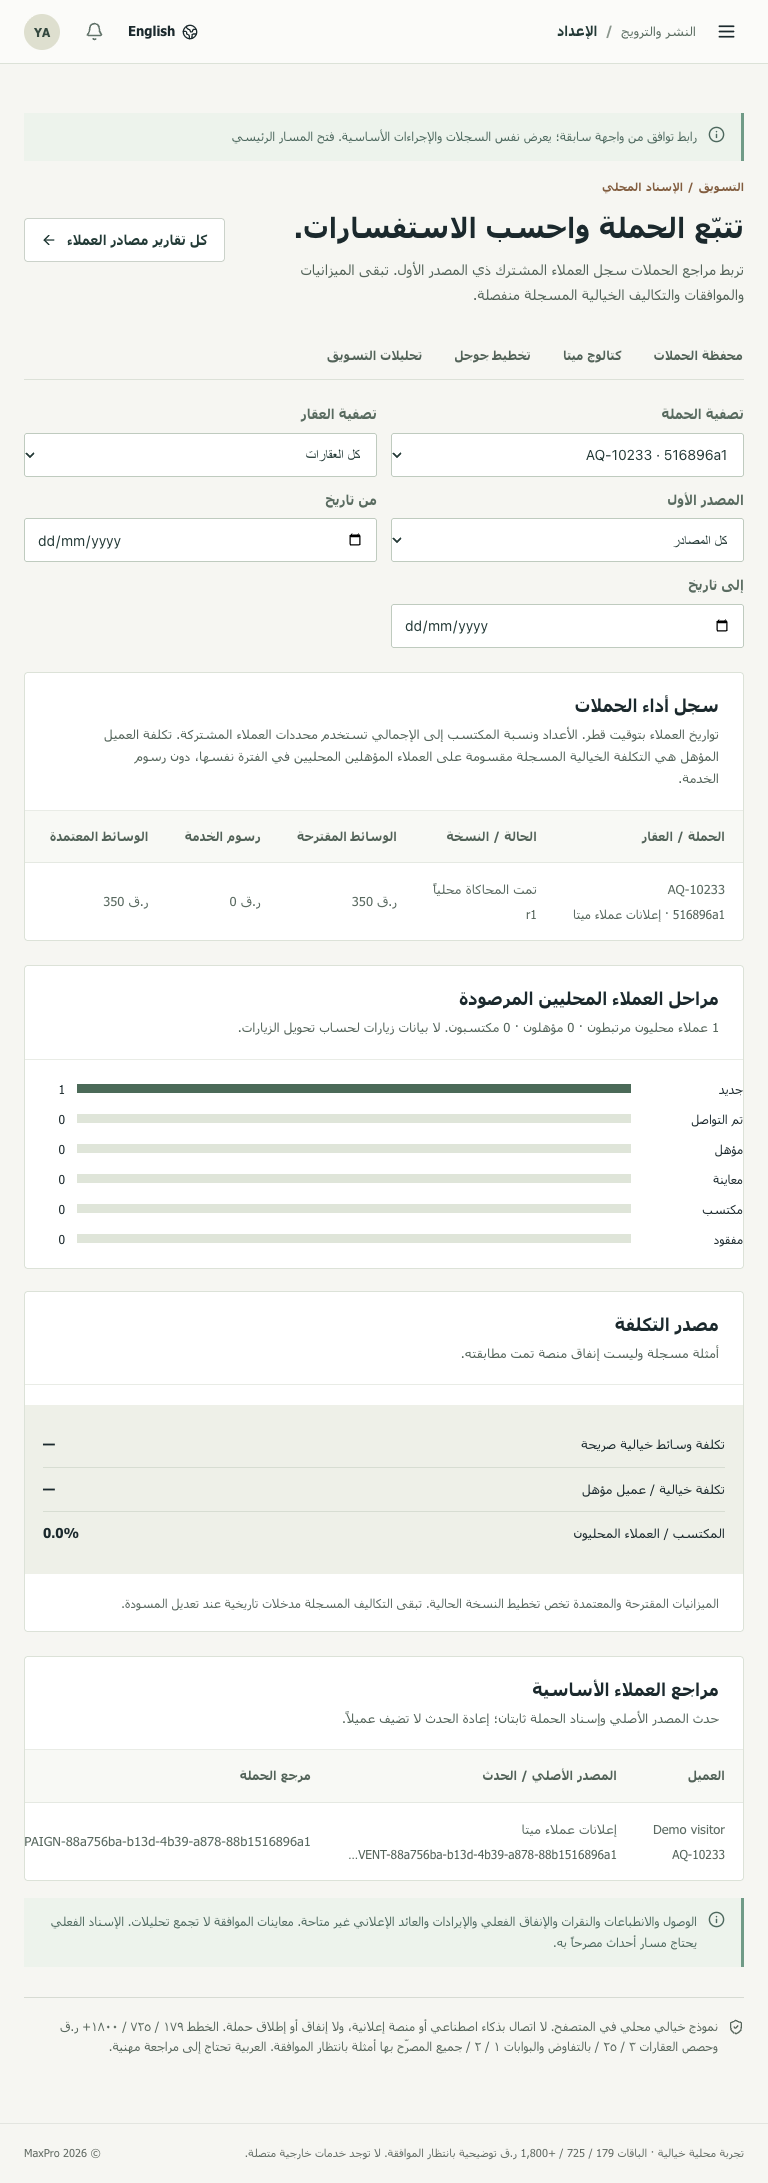 النشر والترويج / الإعداد
English
YA
رابط توافق من واجهة سابقة؛ يعرض نفس السجلات والإجراءات الأساسية. فتح المسار الرئيسي
التسويق / الإسناد المحلي
تتبّع الحملة واحسب الاستفسارات.
كل تقارير مصادر العملاء ←
تربط مراجع الحملات سجل العملاء المشترك ذي المصدر الأول. تبقى الميزانيات
والموافقات والتكاليف الخيالية المسجلة منفصلة.
محفظة الحملات
كتالوج ميتا
تخطيط جوجل
تحليلات التسويق
تصفية الحملة
تصفية العقار
AQ-10233 · 516896a1
كل العقارات
المصدر الأول
من تاريخ
كل المصادر
dd/mm/yyyy
إلى تاريخ
dd/mm/yyyy
سجل أداء الحملات
تواريخ العملاء بتوقيت قطر. الأعداد ونسبة المكتسب إلى الإجمالي تستخدم محددات العملاء المشتركة. تكلفة العميل
المؤهل هي التكلفة الخيالية المسجلة مقسومة على العملاء المؤهلين المحليين في الفترة نفسها، دون رسوم
الخدمة.
الحملة / العقار
الحالة / النسخة
الوسائط المقترحة
رسوم الخدمة
الوسائط المعتمدة
AQ-10233
516896a1 · إعلانات عملاء ميتا
تمت المحاكاة محلياً
r1
ر.ق 350
ر.ق 0
ر.ق 350
مراحل العملاء المحليين المرصودة
1 عملاء محليون مرتبطون · 0 مؤهلون · 0 مكتسبون. لا بيانات زيارات لحساب تحويل الزيارات.
جديد 1
تم التواصل 0
مؤهل 0
معاينة 0
مكتسب 0
مفقود 0
مصدر التكلفة
أمثلة مسجلة وليست إنفاق منصة تمت مطابقته.
تكلفة وسائط خيالية صريحة —
تكلفة خيالية / عميل مؤهل —
المكتسب / العملاء المحليون 0.0%
الميزانيات المقترحة والمعتمدة تخص تخطيط النسخة الحالية. تبقى التكاليف المسجلة مدخلات تاريخية عند تعديل المسودة.
مراجع العملاء الأساسية
حدث المصدر الأصلي وإسناد الحملة ثابتان؛ إعادة الحدث لا تضيف عميلاً.
العميل
المصدر الأصلي / الحدث
مرجع الحملة
Demo visitor
AQ-10233
إعلانات عملاء ميتا
...VENT-88a756ba-b13d-4b39-a878-88b1516896a1
PAIGN-88a756ba-b13d-4b39-a878-88b1516896a1
الوصول والانطباعات والنقرات والإنفاق الفعلي والإيرادات والعائد الإعلاني غير متاحة. معاينات الموافقة لا تجمع تحليلات. الإسناد الفعلي
يحتاج مسار أحداث مصرحاً به.
نموذج خيالي محلي في المتصفح. لا اتصال بذكاء اصطناعي أو منصة إعلانية، ولا إنفاق أو إطلاق حملة. الخطط ١٧٩ / ٧٢٥ / ١٨٠٠+ ر.ق
وحصص العقارات ٣ / ٢٥ / بالتفاوض والبوابات ١ / ٢ / جميع المصرّح بها أمثلة بانتظار الموافقة. العربية تحتاج إلى مراجعة مهنية.
تجربة محلية خيالية · الباقات 179 / 725 / +1,800 ر.ق توضيحية بانتظار الموافقة. لا توجد خدمات خارجية متصلة.
© 2026 MaxPro